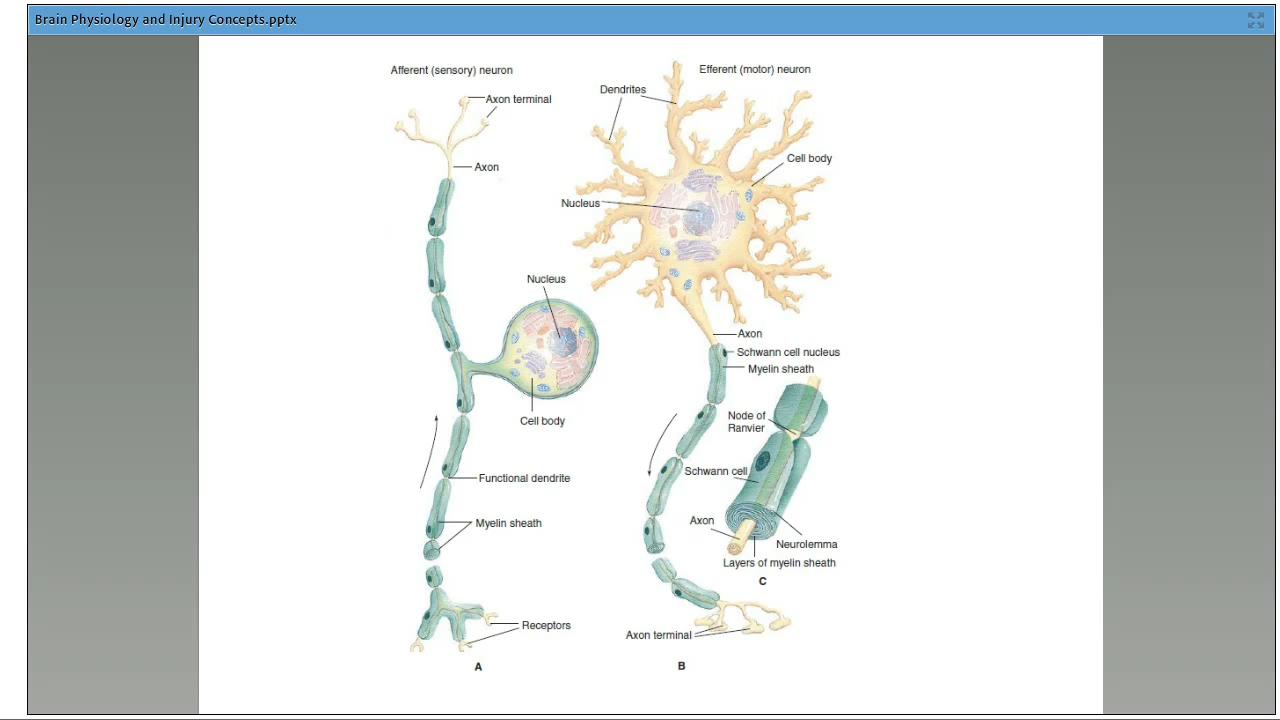 Brain Physiology and Injury Concepts.pptx
Afferent (sensory) neuron
Axon terminal
Axon
Nucleus
Cell body
Functional dendrite
Myelin sheath
Receptors
A
Efferent (motor) neuron
Dendrites
Cell body
Nucleus
Axon
Schwann cell nucleus
Myelin sheath
Axon terminal
B
Node of
Ranvier
Schwann cell
Axon
Neurolemma
Layers of myelin sheath
C